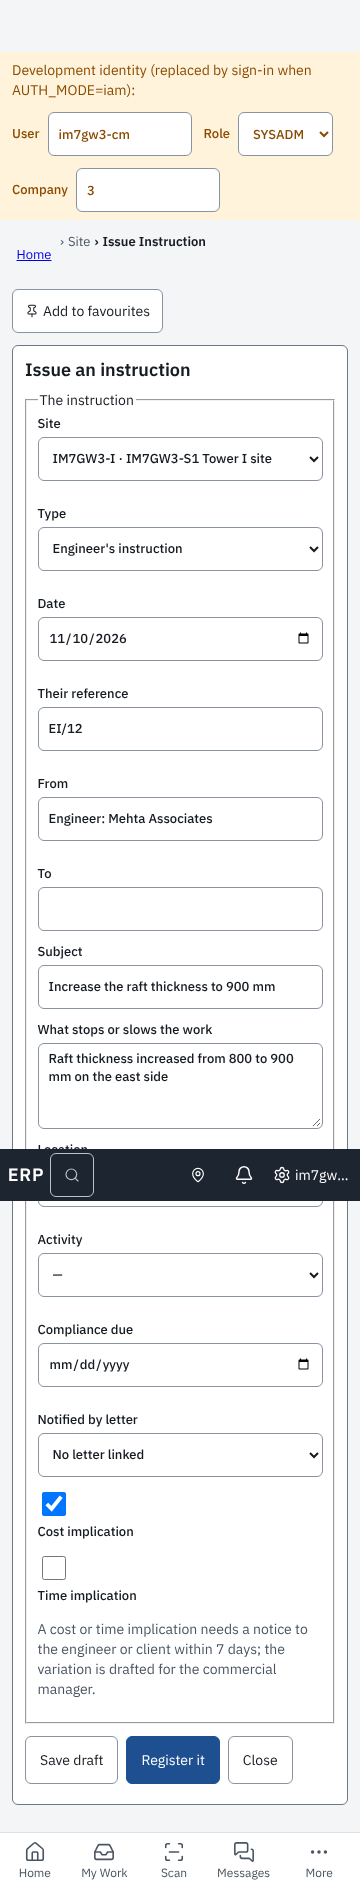 Development identity (replaced by sign-in when
AUTH_MODE=iam):
User im7gw3-cm Role SYSADM
Company 3
Home › Site › Issue Instruction
Add to favourites
Issue an instruction
The instruction
Site
IM7GW3-I · IM7GW3-S1 Tower I site
Type
Engineer's instruction
Date
11/10/2026
Their reference
EI/12
From
Engineer: Mehta Associates
To
Subject
Increase the raft thickness to 900 mm
What stops or slows the work
Raft thickness increased from 800 to 900
mm on the east side
ERP im7gw...
Activity
—
Compliance due
mm/dd/yyyy
Notified by letter
No letter linked
Cost implication
Time implication
A cost or time implication needs a notice to
the engineer or client within 7 days; the
variation is drafted for the commercial
manager.
Save draft Register it Close
Home My Work Scan Messages More